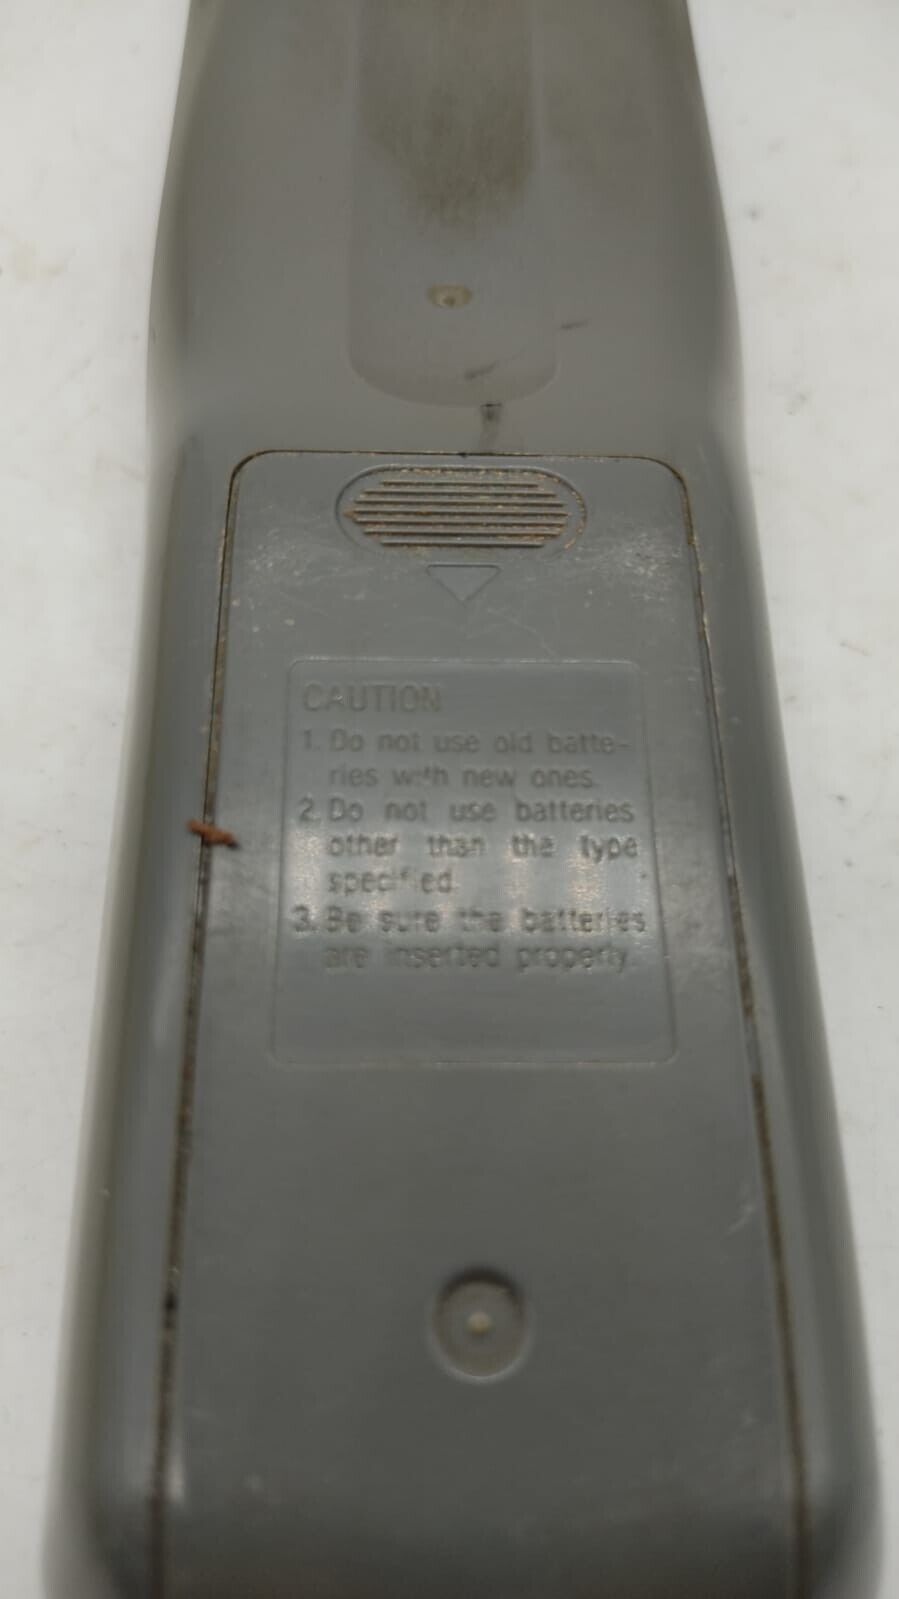 CAUTION
1. Do not use old batte-
ries with new ones.
2. Do not use batteries
other than the type
specified.
3. Be sure the batteries
are inserted properly.